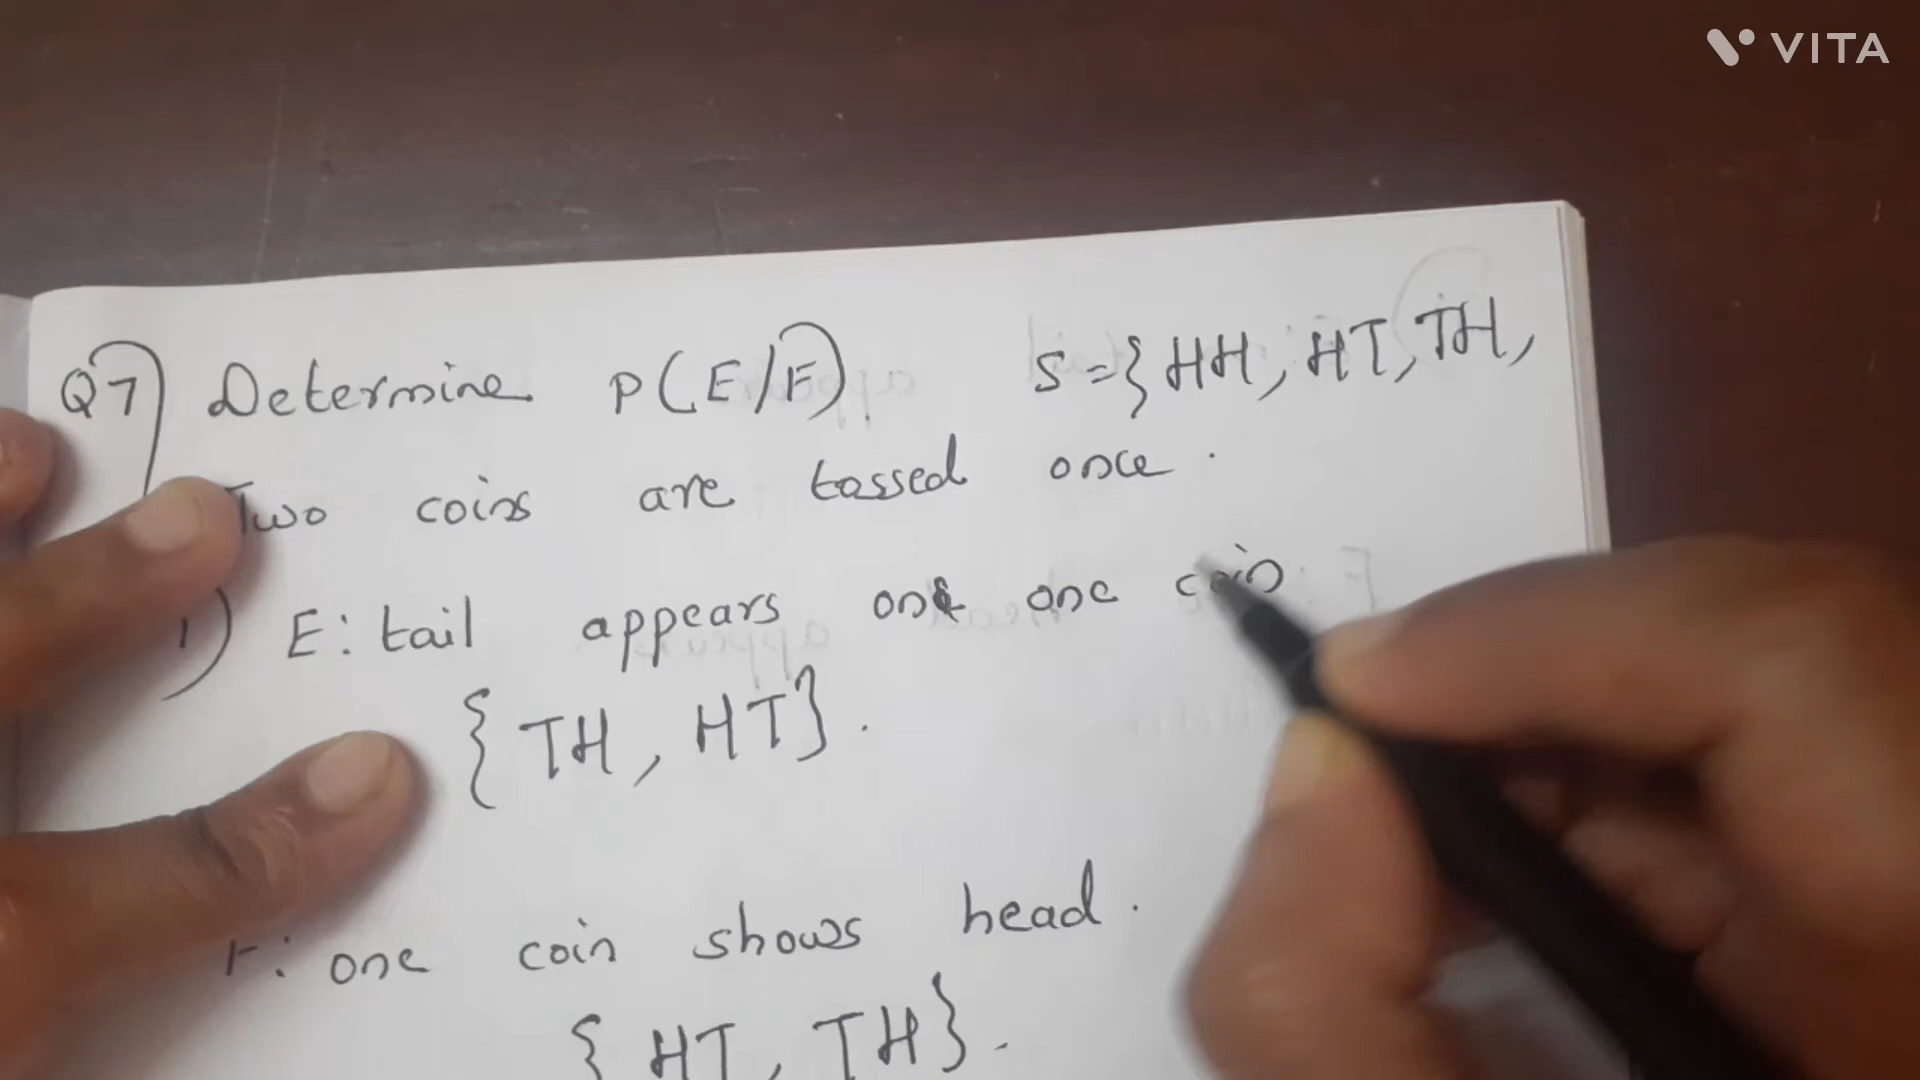 VITA
Q7) Determine P(E/F) S={HH, HT, TH,
Two coins are tossed once.
1) E: tail appears on one coin
{TH, HT}.
F: one coin shows head.
{HT, TH}.